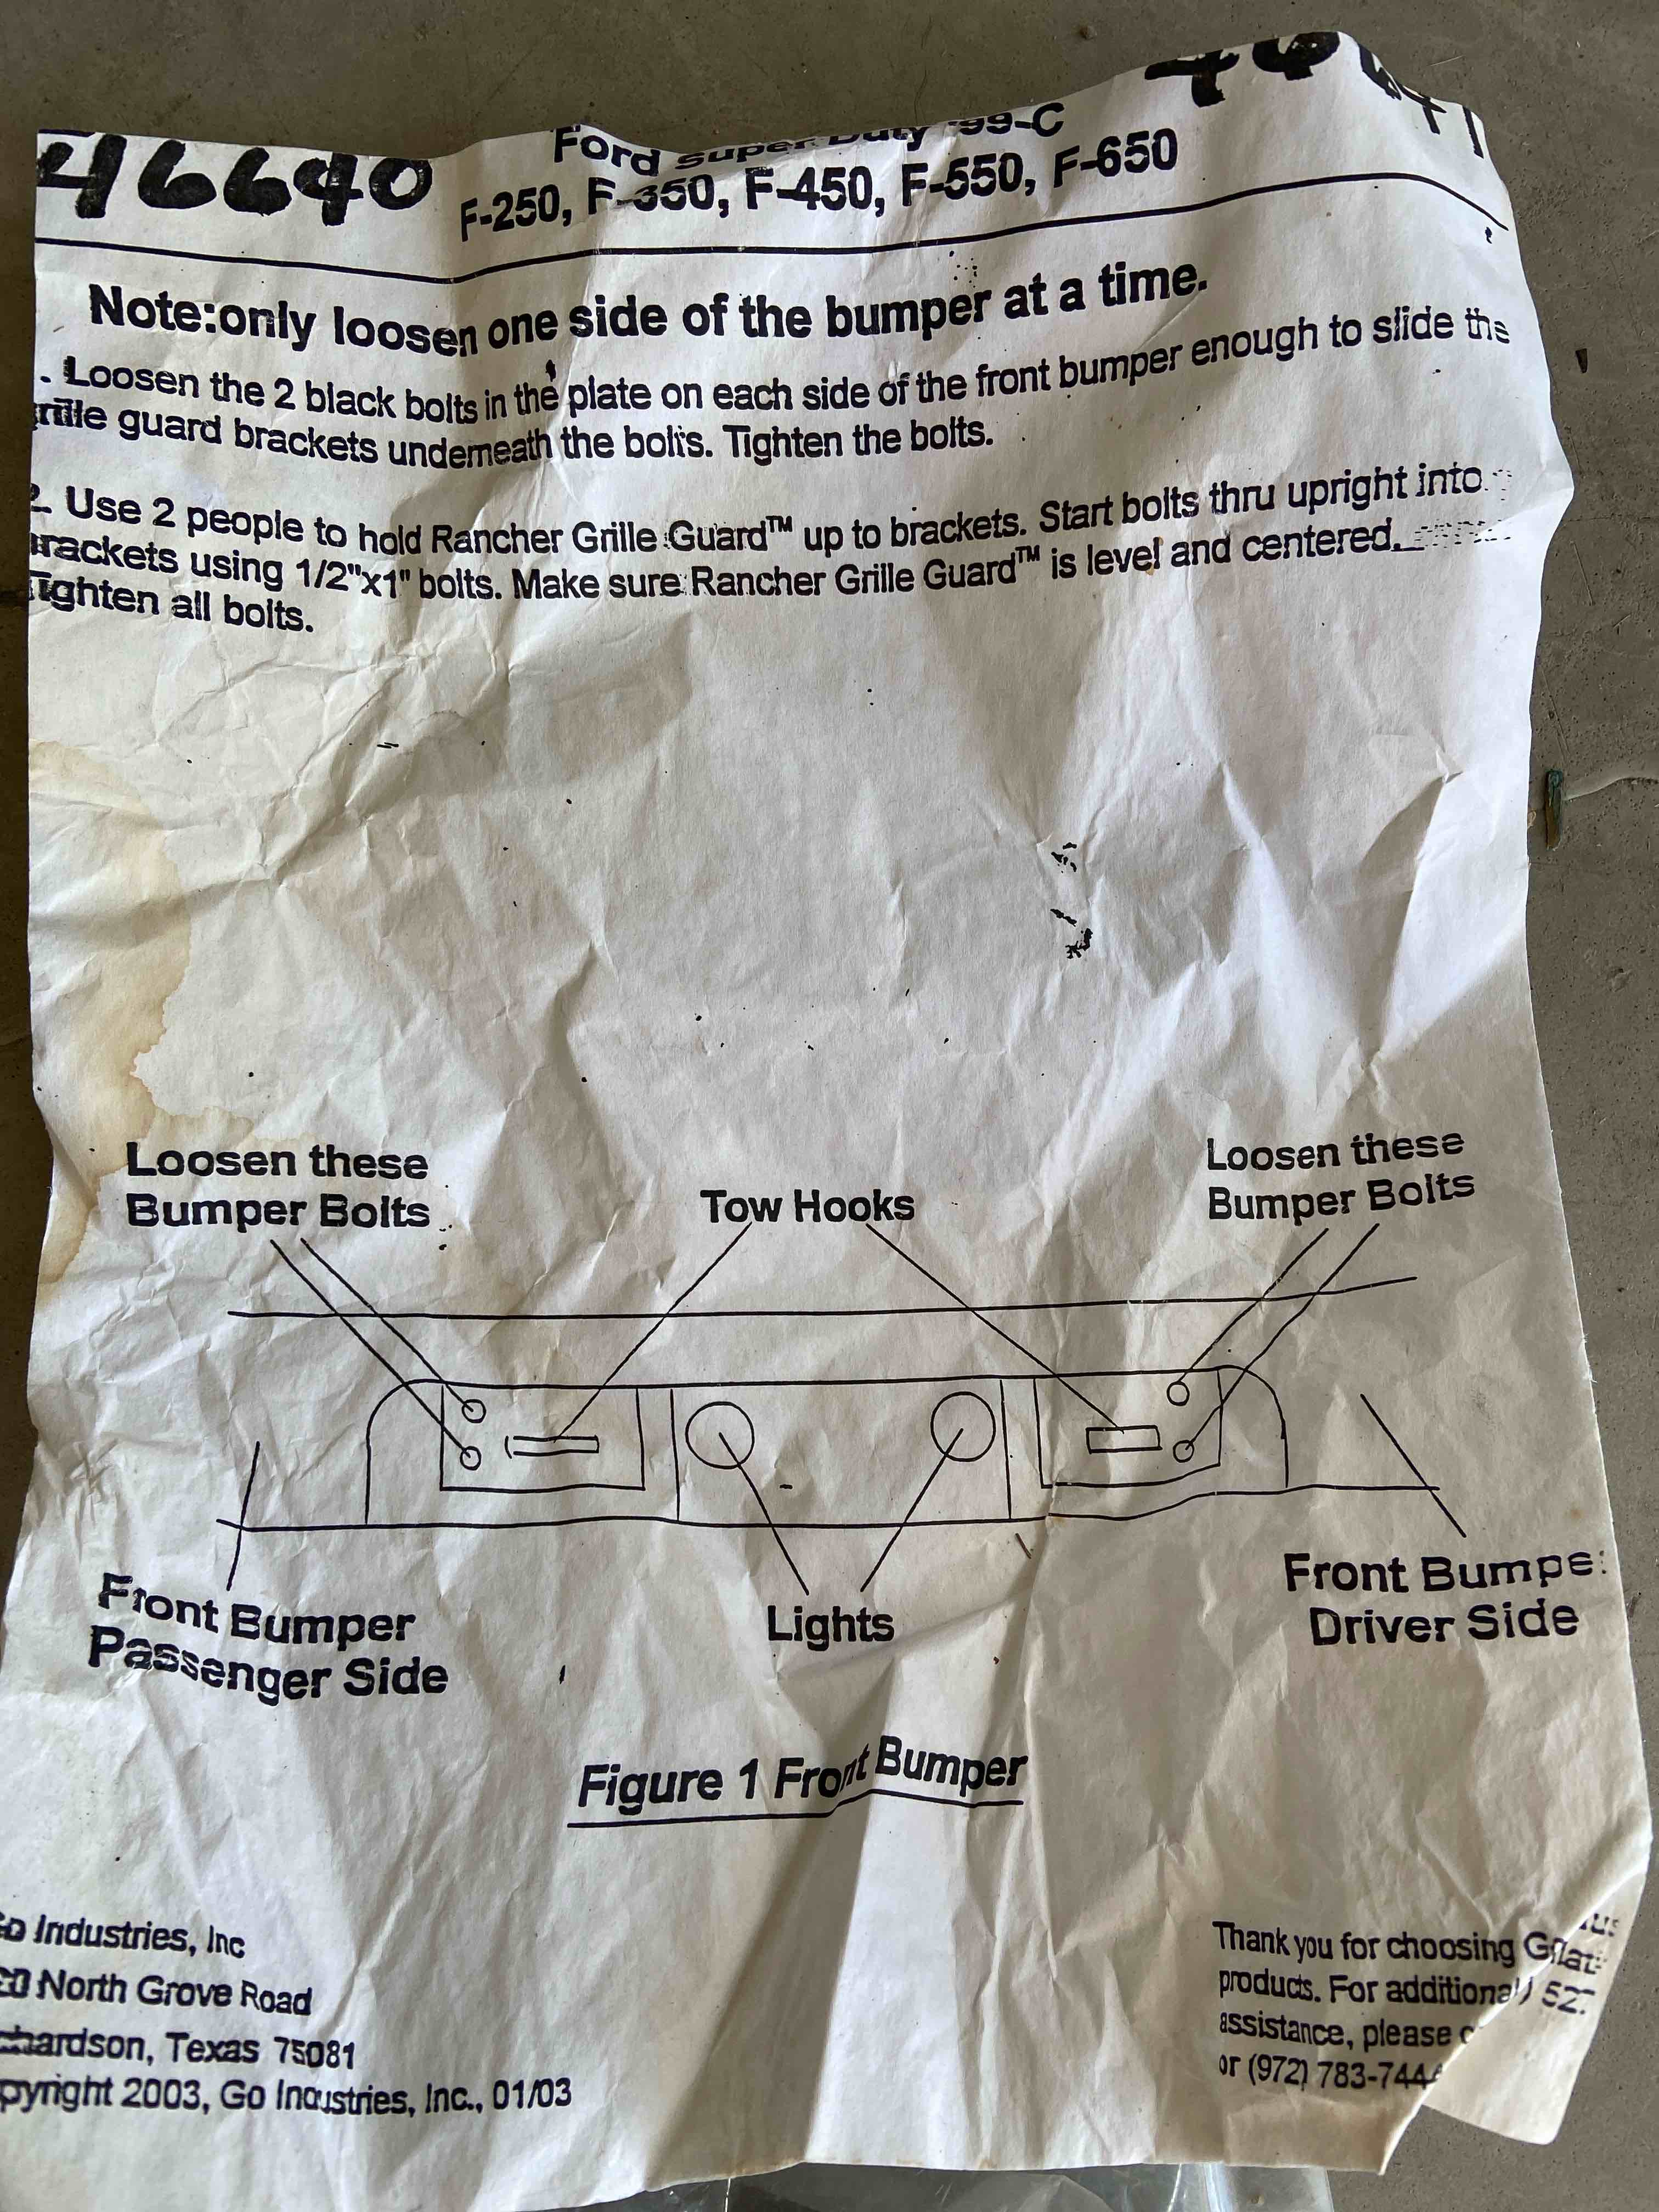 46640
Ford Super Duty '99-C
F-250, F-350, F-450, F-550, F-650
Note:only loosen one side of the bumper at a time.
. Loosen the 2 black bolts in the plate on each side of the front bumper enough to slide the
grille guard brackets underneath the bolts. Tighten the bolts.
2. Use 2 people to hold Rancher Grille Guard™ up to brackets. Start bolts thru upright into
brackets using 1/2"x1" bolts. Make sure Rancher Grille Guard™ is level and centered.
Tighten all bolts.
Loosen these
Bumper Bolts
Tow Hooks
Loosen these
Bumper Bolts
Front Bumper
Passenger Side
Lights
Front Bumper
Driver Side
Figure 1 Front Bumper
Go Industries, Inc
North Grove Road
chardson, Texas 75081
pyright 2003, Go Industries, Inc., 01/03
Thank you for choosing G
products. For additional
assistance, please c
or (972) 783-744